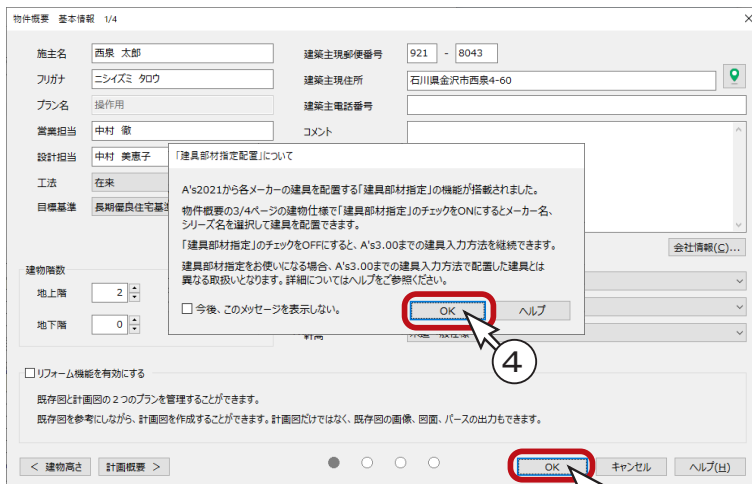 物件概要 基本情報 1/4
施主名 西泉 太郎 建築主現郵便番号 921 - 8043
フリガナ ニシイズミ タロウ 建築主現住所 石川県金沢市西泉4-60
プラン名 操作用 建築主電話番号
営業担当 中村 徹 コメント
設計担当 中村 美恵子
工法 在来
目標基準 長期優良住宅基
「建具部材指定配置」について
A's2021から各メーカーの建具を配置する「建具部材指定」の機能が搭載されました。
物件概要の3/4ページの建物仕様で「建具部材指定」のチェックをONにするとメーカー名、
シリーズ名を選択して建具を配置できます。
「建具部材指定」のチェックをOFFにすると、A's3.00までの建具入力方法を継続できます。
建具部材指定をお使いになる場合、A's3.00までの建具入力方法で配置した建具とは
異なる取扱いとなります。詳細についてはヘルプをご参照ください。
今後、このメッセージを表示しない。 OK ヘルプ
④
会社情報(C)...
建物階数
地上階 2
地下階 0
リフォーム機能を有効にする
既存図と計画図の2つのプランを管理することができます。
既存図を参考にしながら、計画図を作成することができます。計画図だけではなく、既存図の画像、図面、パースの出力もできます。
< 建物高さ 計画概要 > OK キャンセル ヘルプ(H)